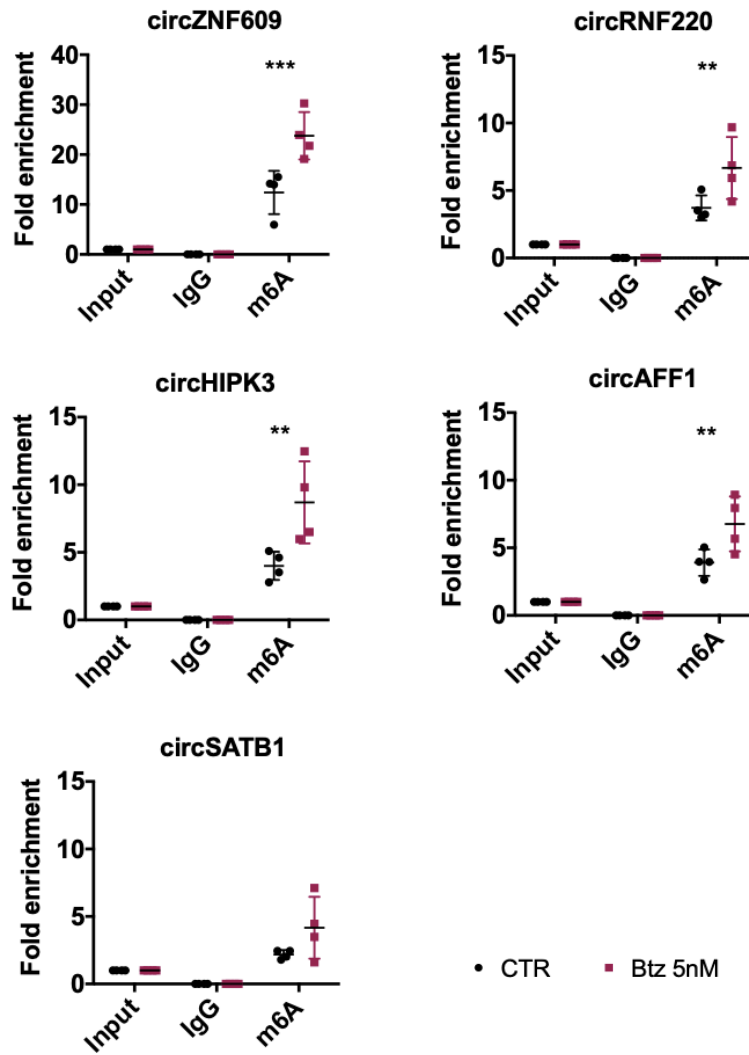 circZNF609
Fold enrichment
40
30
20
10
0
***
Input
IgG
m6A
circRNF220
Fold enrichment
15
10
5
0
**
Input
IgG
m6A
circHIPK3
Fold enrichment
15
10
5
0
**
Input
IgG
m6A
circAFF1
Fold enrichment
15
10
5
0
**
Input
IgG
m6A
circSATB1
Fold enrichment
15
10
5
0
Input
IgG
m6A
CTR
Btz 5nM